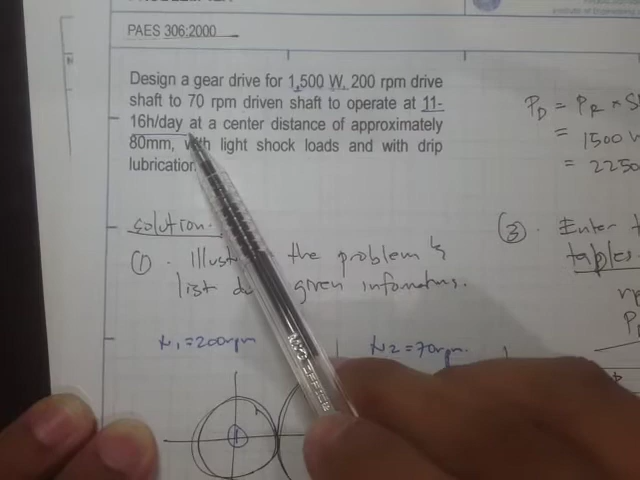 PAES 306:2000
Design a gear drive for 1,500 W, 200 rpm drive
shaft to 70 rpm driven shaft to operate at 11-
16h/day at a center distance of approximately
80mm, with light shock loads and with drip
lubrication.
solution.
① . the problem &
list given informations.
N1 = 200rpm
N2 = 70rpm.
PD = PR ×
= 1500
= 2250
③ . Enter
tables.